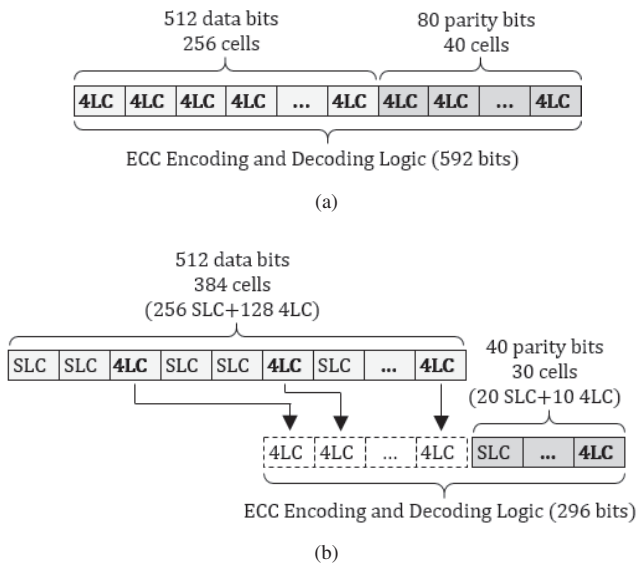 512 data bits
256 cells
80 parity bits
40 cells
4LC 4LC 4LC 4LC ... 4LC 4LC 4LC ... 4LC
ECC Encoding and Decoding Logic (592 bits)
(a)
512 data bits
384 cells
(256 SLC+128 4LC)
40 parity bits
30 cells
(20 SLC+10 4LC)
SLC SLC 4LC SLC SLC 4LC SLC ... 4LC
4LC 4LC ... 4LC SLC ... 4LC
ECC Encoding and Decoding Logic (296 bits)
(b)